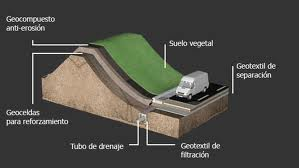 Geocompuesto
anti-erosión
Suelo vegetal
Geotextil de
separación
Geoceldas
para reforzamiento
Tubo de drenaje
Geotextil de
filtración